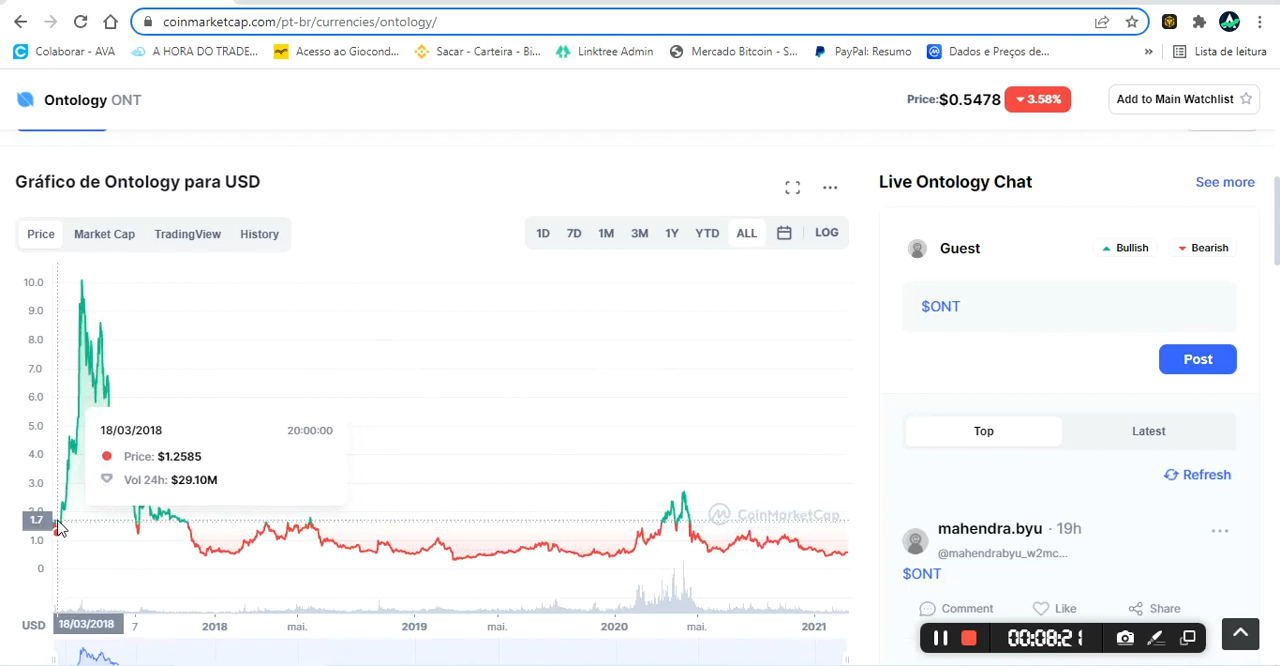 coinmarketcap.com/pt-br/currencies/ontology/
Colaborar - AVA
A HORA DO TRADE...
Acesso ao Giocond...
Sacar - Carteira - Bi...
Linktree Admin
Mercado Bitcoin - S...
PayPal: Resumo
Dados e Preços de...
»
Lista de leitura
Ontology ONT
Price:$0.5478
3.58%
Add to Main Watchlist
Gráfico de Ontology para USD
Price
Market Cap
TradingView
History
1D
7D
1M
3M
1Y
YTD
ALL
LOG
10.0
9.0
8.0
7.0
6.0
5.0
4.0
3.0
2.0
1.7
1.0
0
18/03/2018
20:00:00
Price: $1.2585
Vol 24h: $29.10M
CoinMarketCap
USD
18/03/2018
7
2018
mai.
2019
mai.
2020
mai.
2021
Live Ontology Chat
See more
Guest
Bullish
Bearish
$ONT
Post
Top
Latest
Refresh
mahendra.byu · 19h
@mahendrabyu_w2mc...
$ONT
Comment
Like
Share
00:08:21